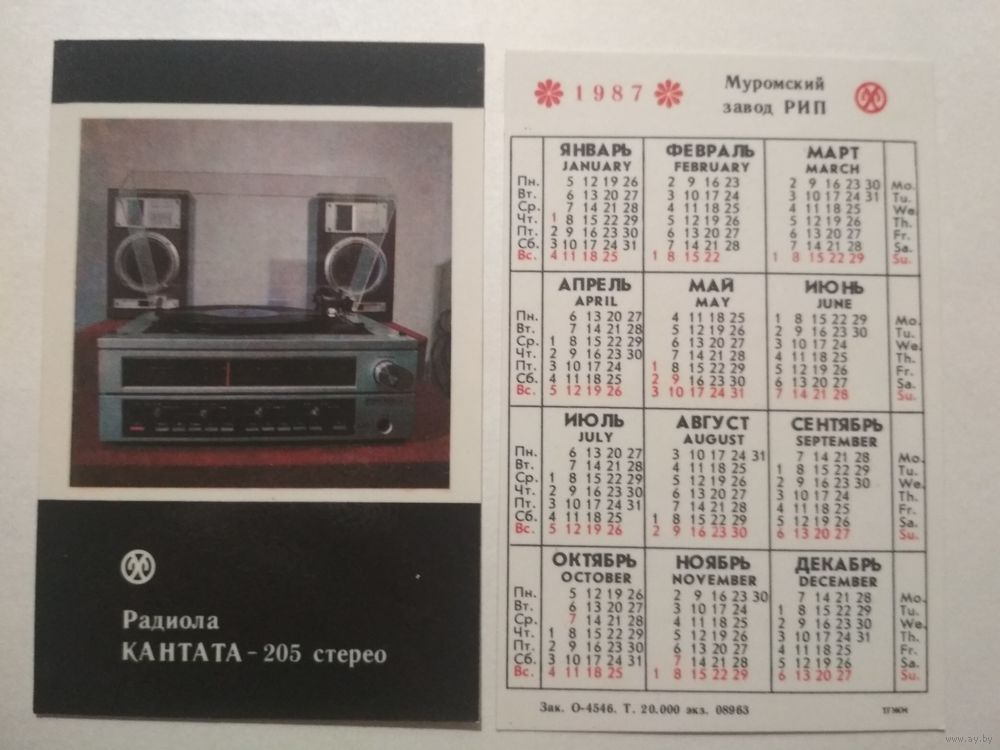 Радиола
КАНТАТА - 205 стерео
1987
Муромский
завод РИП
ЯНВАРЬ ФЕВРАЛЬ МАРТ
JANUARY FEBRUARY MARCH
Пн. 5 12 19 26 2 9 16 23 2 9 16 23 30 Mo.
Вт. 6 13 20 27 3 10 17 24 3 10 17 24 31 Tu.
Ср. 7 14 21 28 4 11 18 25 4 11 18 25 We.
Чт. 1 8 15 22 29 5 12 19 26 5 12 19 26 Th.
Пт. 2 9 16 23 30 6 13 20 27 6 13 20 27 Fr.
Сб. 3 10 17 24 31 7 14 21 28 7 14 21 28 Sa.
Вс. 4 11 18 25 1 8 15 22 1 8 15 22 29 Su.
АПРЕЛЬ МАЙ ИЮНЬ
APRIL MAY JUNE
Пн. 6 13 20 27 4 11 18 25 1 8 15 22 29 Mo.
Вт. 7 14 21 28 5 12 19 26 2 9 16 23 30 Tu.
Ср. 1 8 15 22 29 6 13 20 27 3 10 17 24 We.
Чт. 2 9 16 23 30 7 14 21 28 4 11 18 25 Th.
Пт. 3 10 17 24 1 8 15 22 29 5 12 19 26 Fr.
Сб. 4 11 18 25 2 9 16 23 30 6 13 20 27 Sa.
Вс. 5 12 19 26 3 10 17 24 31 7 14 21 28 Su.
ИЮЛЬ АВГУСТ СЕНТЯБРЬ
JULY AUGUST SEPTEMBER
Пн. 6 13 20 27 3 10 17 24 31 7 14 21 28 Mo.
Вт. 7 14 21 28 4 11 18 25 1 8 15 22 29 Tu.
Ср. 1 8 15 22 29 5 12 19 26 2 9 16 23 30 We.
Чт. 2 9 16 23 30 6 13 20 27 3 10 17 24 Th.
Пт. 3 10 17 24 31 7 14 21 28 4 11 18 25 Fr.
Сб. 4 11 18 25 1 8 15 22 29 5 12 19 26 Sa.
Вс. 5 12 19 26 2 9 16 23 30 6 13 20 27 Su.
ОКТЯБРЬ НОЯБРЬ ДЕКАБРЬ
OCTOBER NOVEMBER DECEMBER
Пн. 5 12 19 26 2 9 16 23 30 7 14 21 28 Mo.
Вт. 6 13 20 27 3 10 17 24 1 8 15 22 29 Tu.
Ср. 7 14 21 28 4 11 18 25 2 9 16 23 30 We.
Чт. 1 8 15 22 29 5 12 19 26 3 10 17 24 31 Th.
Пт. 2 9 16 23 30 6 13 20 27 4 11 18 25 Fr.
Сб. 3 10 17 24 31 7 14 21 28 5 12 19 26 Sa.
Вс. 4 11 18 25 1 8 15 22 29 6 13 20 27 Su.
Зак. О-4546. Т. 20.000 экз. 08963
www.ay.by